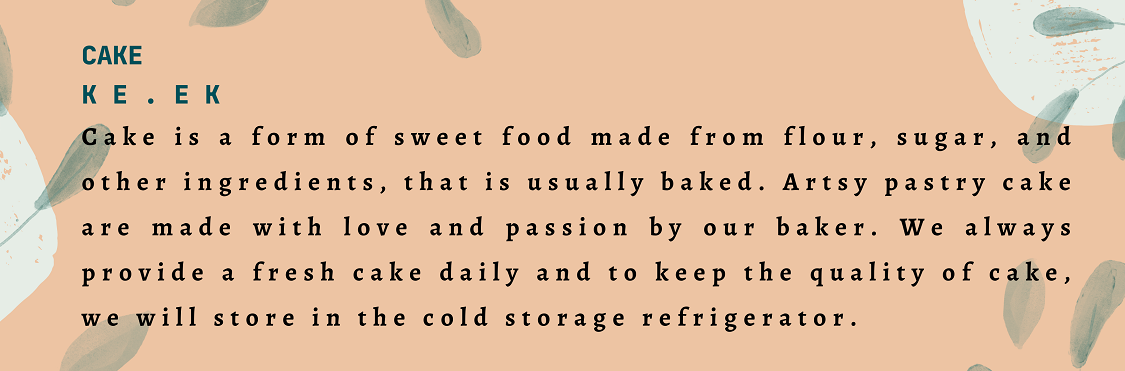 CAKE
KE.EK
Cake is a form of sweet food made from flour, sugar, and
other ingredients, that is usually baked. Artsy pastry cake
are made with love and passion by our baker. We always
provide a fresh cake daily and to keep the quality of cake,
we will store in the cold storage refrigerator.